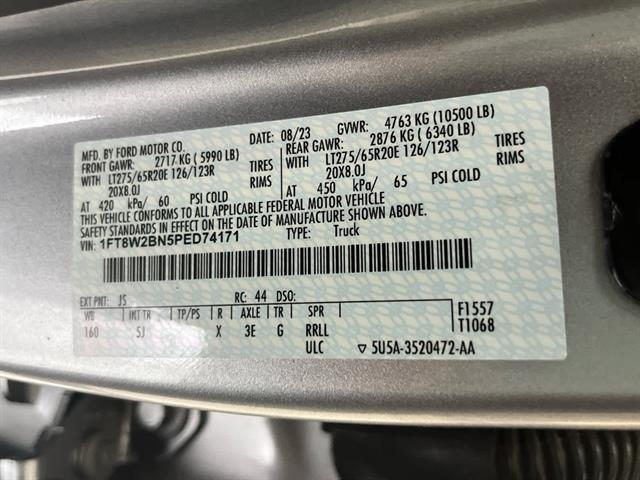 MFD. BY FORD MOTOR CO. DATE: 08/23 GVWR: 4763 KG (10500 LB)
FRONT GAWR: 2717 KG (5990 LB) REAR GAWR: 2876 KG (6340 LB)
WITH LT275/65R20E 126/123R TIRES WITH LT275/65R20E 126/123R TIRES
20X8.0J RIMS 20X8.0J RIMS
AT 420 kPa/ 60 PSI COLD AT 450 kPa/ 65 PSI COLD
THIS VEHICLE CONFORMS TO ALL APPLICABLE FEDERAL MOTOR VEHICLE
SAFETY STANDARDS IN EFFECT ON THE DATE OF MANUFACTURE SHOWN ABOVE.
VIN: 1FT8W2BN5PED74171 TYPE: Truck
EXT PNT: JS RC: 44 DSO:
WB INT TR TP/PS R AXLE TR SPR F1557
160 5J X 3E G RRLL T1068
ULC ▽ 5U5A-3520472-AA